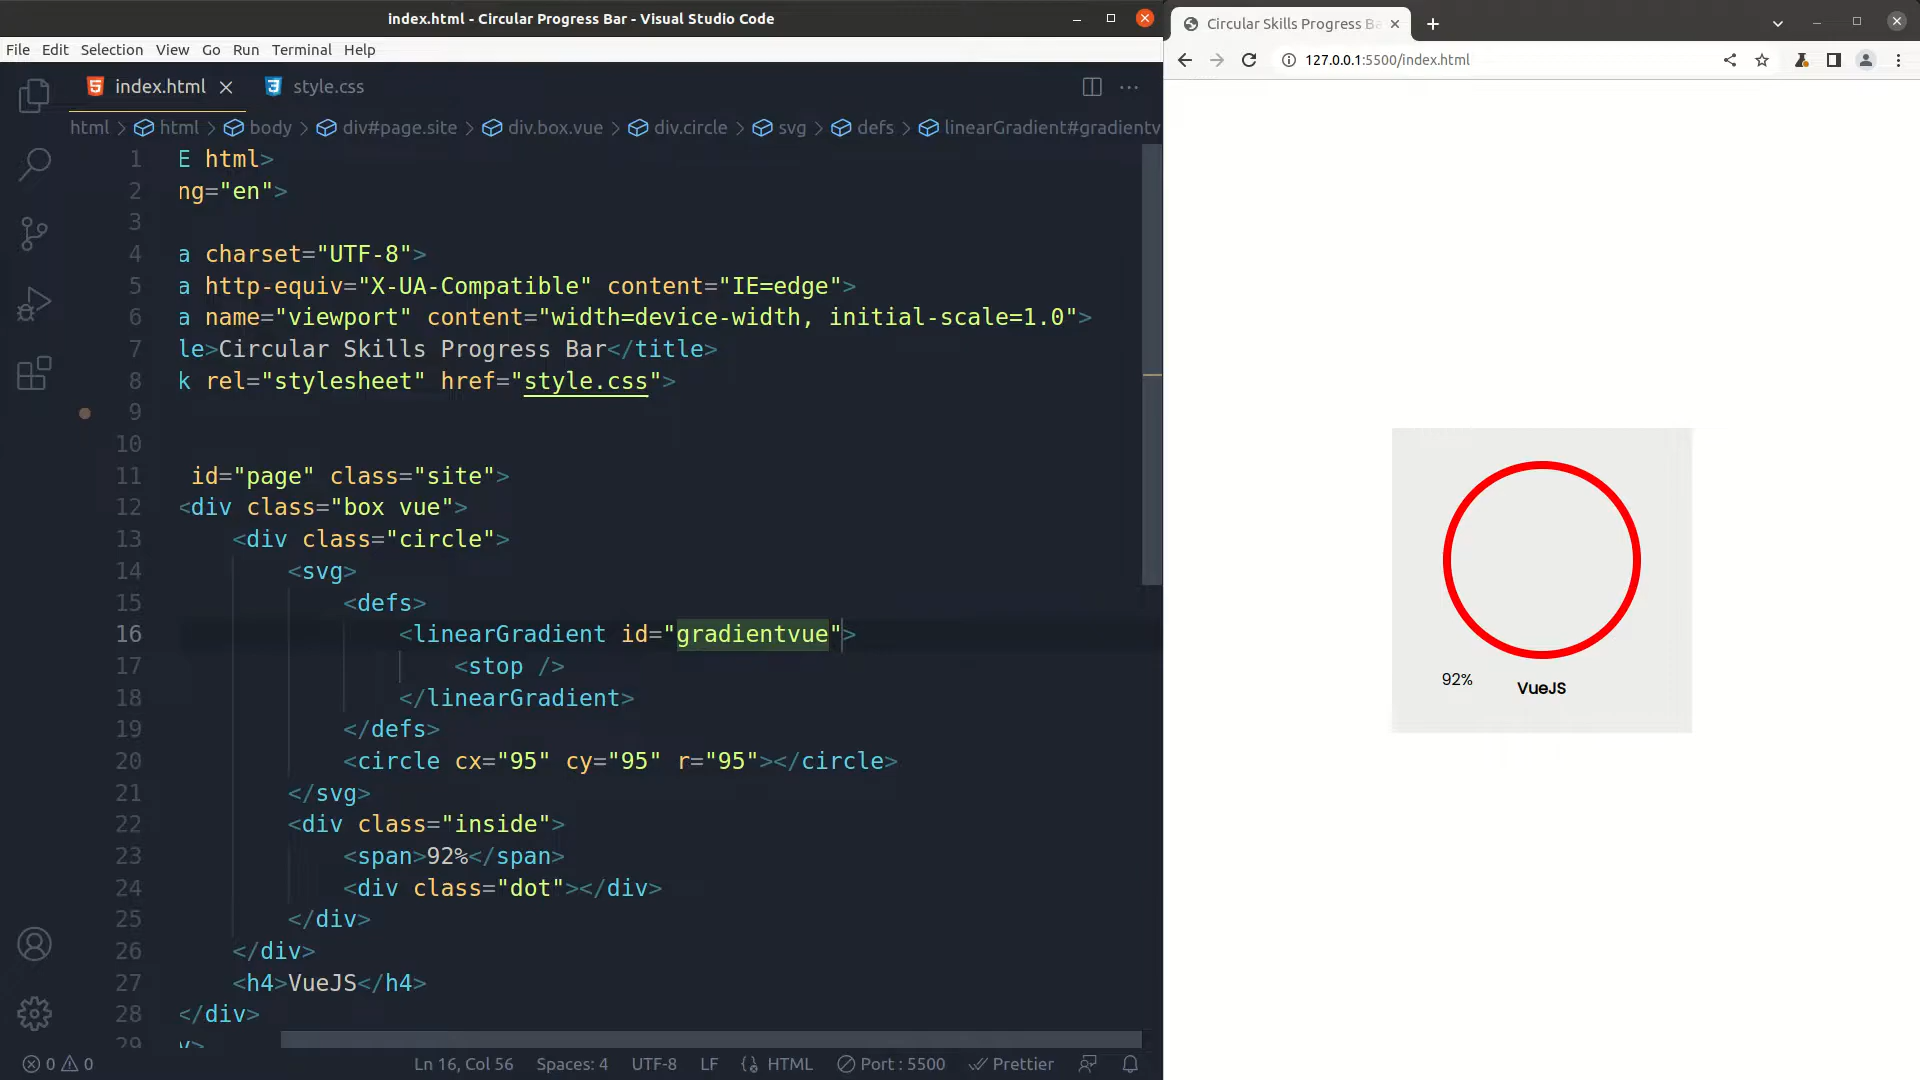 index.html - Circular Progress Bar - Visual Studio Code
File Edit Selection View Go Run Terminal Help
index.html style.css
html html body div#page.site div.box.vue div.circle svg defs linearGradient#gradientv
1 E html>
2 ng="en">
3
4 a charset="UTF-8">
5 a http-equiv="X-UA-Compatible" content="IE=edge">
6 a name="viewport" content="width=device-width, initial-scale=1.0">
7 le>Circular Skills Progress Bar</title>
8 k rel="stylesheet" href="style.css">
9
10
11 id="page" class="site">
12 <div class="box vue">
13 <div class="circle">
14 <svg>
15 <defs>
16 <linearGradient id="gradientvue">
17 <stop />
18 </linearGradient>
19 </defs>
20 <circle cx="95" cy="95" r="95"></circle>
21 </svg>
22 <div class="inside">
23 <span>92%</span>
24 <div class="dot"></div>
25 </div>
26 </div>
27 <h4>VueJS</h4>
28 </div>
29 v>
0 0 Ln 16, Col 56 Spaces: 4 UTF-8 LF HTML Port : 5500 Prettier
Circular Skills Progress Ba
127.0.0.1:5500/index.html
92%
VueJS